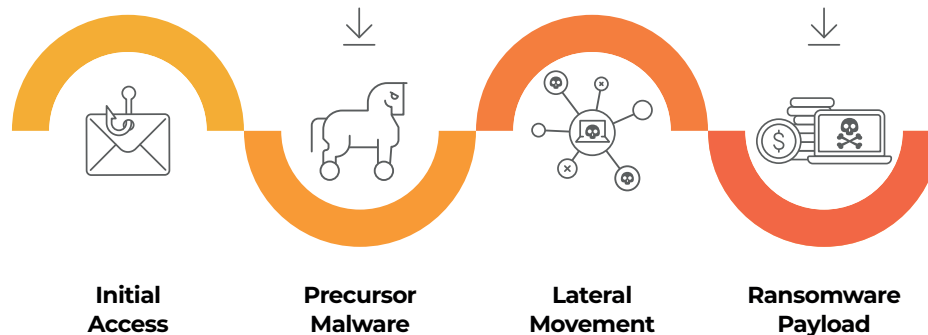 $
Initial
Access
Precursor
Malware
Lateral
Movement
Ransomware
Payload